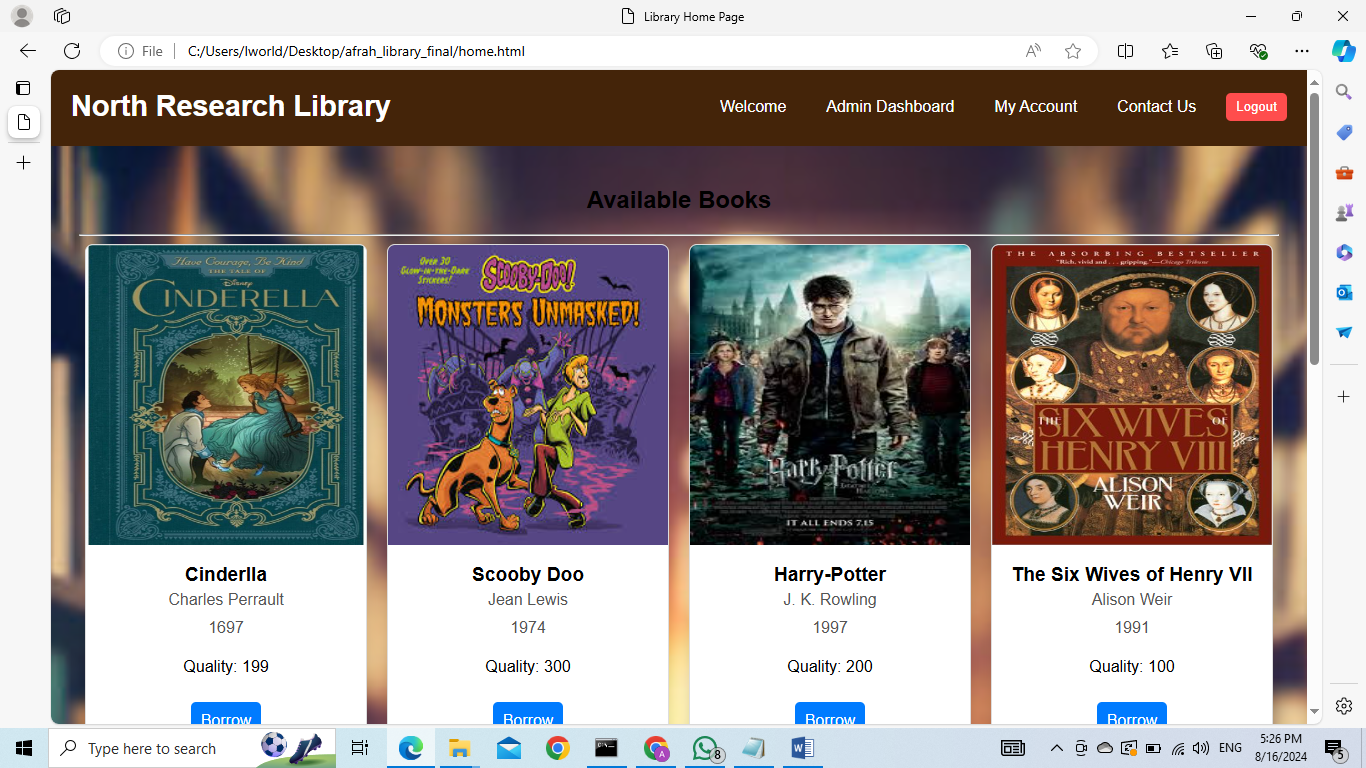 Library Home Page
File
C:/Users/lworld/Desktop/afrah_library_final/home.html
North Research Library
Welcome
Admin Dashboard
My Account
Contact Us
Logout
Available Books
Have Courage, Be Kind
THE TALE OF
Disney
CINDERELLA
OVER 30
GLOW-IN-THE-DARK
STICKERS!
SCOOBY-DOO!
MONSTERS UNMASKED!
Harry Potter
IT ALL ENDS 7.15
THE ABSORBING BESTSELLER
"Rich, vivid and . . . gripping."—Chicago Tribune
THE SIX WIVES OF
HENRY VIII
ALISON
WEIR
Cinderlla
Charles Perrault
1697
Quality: 199
Borrow
Scooby Doo
Jean Lewis
1974
Quality: 300
Borrow
Harry-Potter
J. K. Rowling
1997
Quality: 200
Borrow
The Six Wives of Henry VII
Alison Weir
1991
Quality: 100
Borrow
Type here to search
8
ENG
5:26 PM
8/16/2024
5